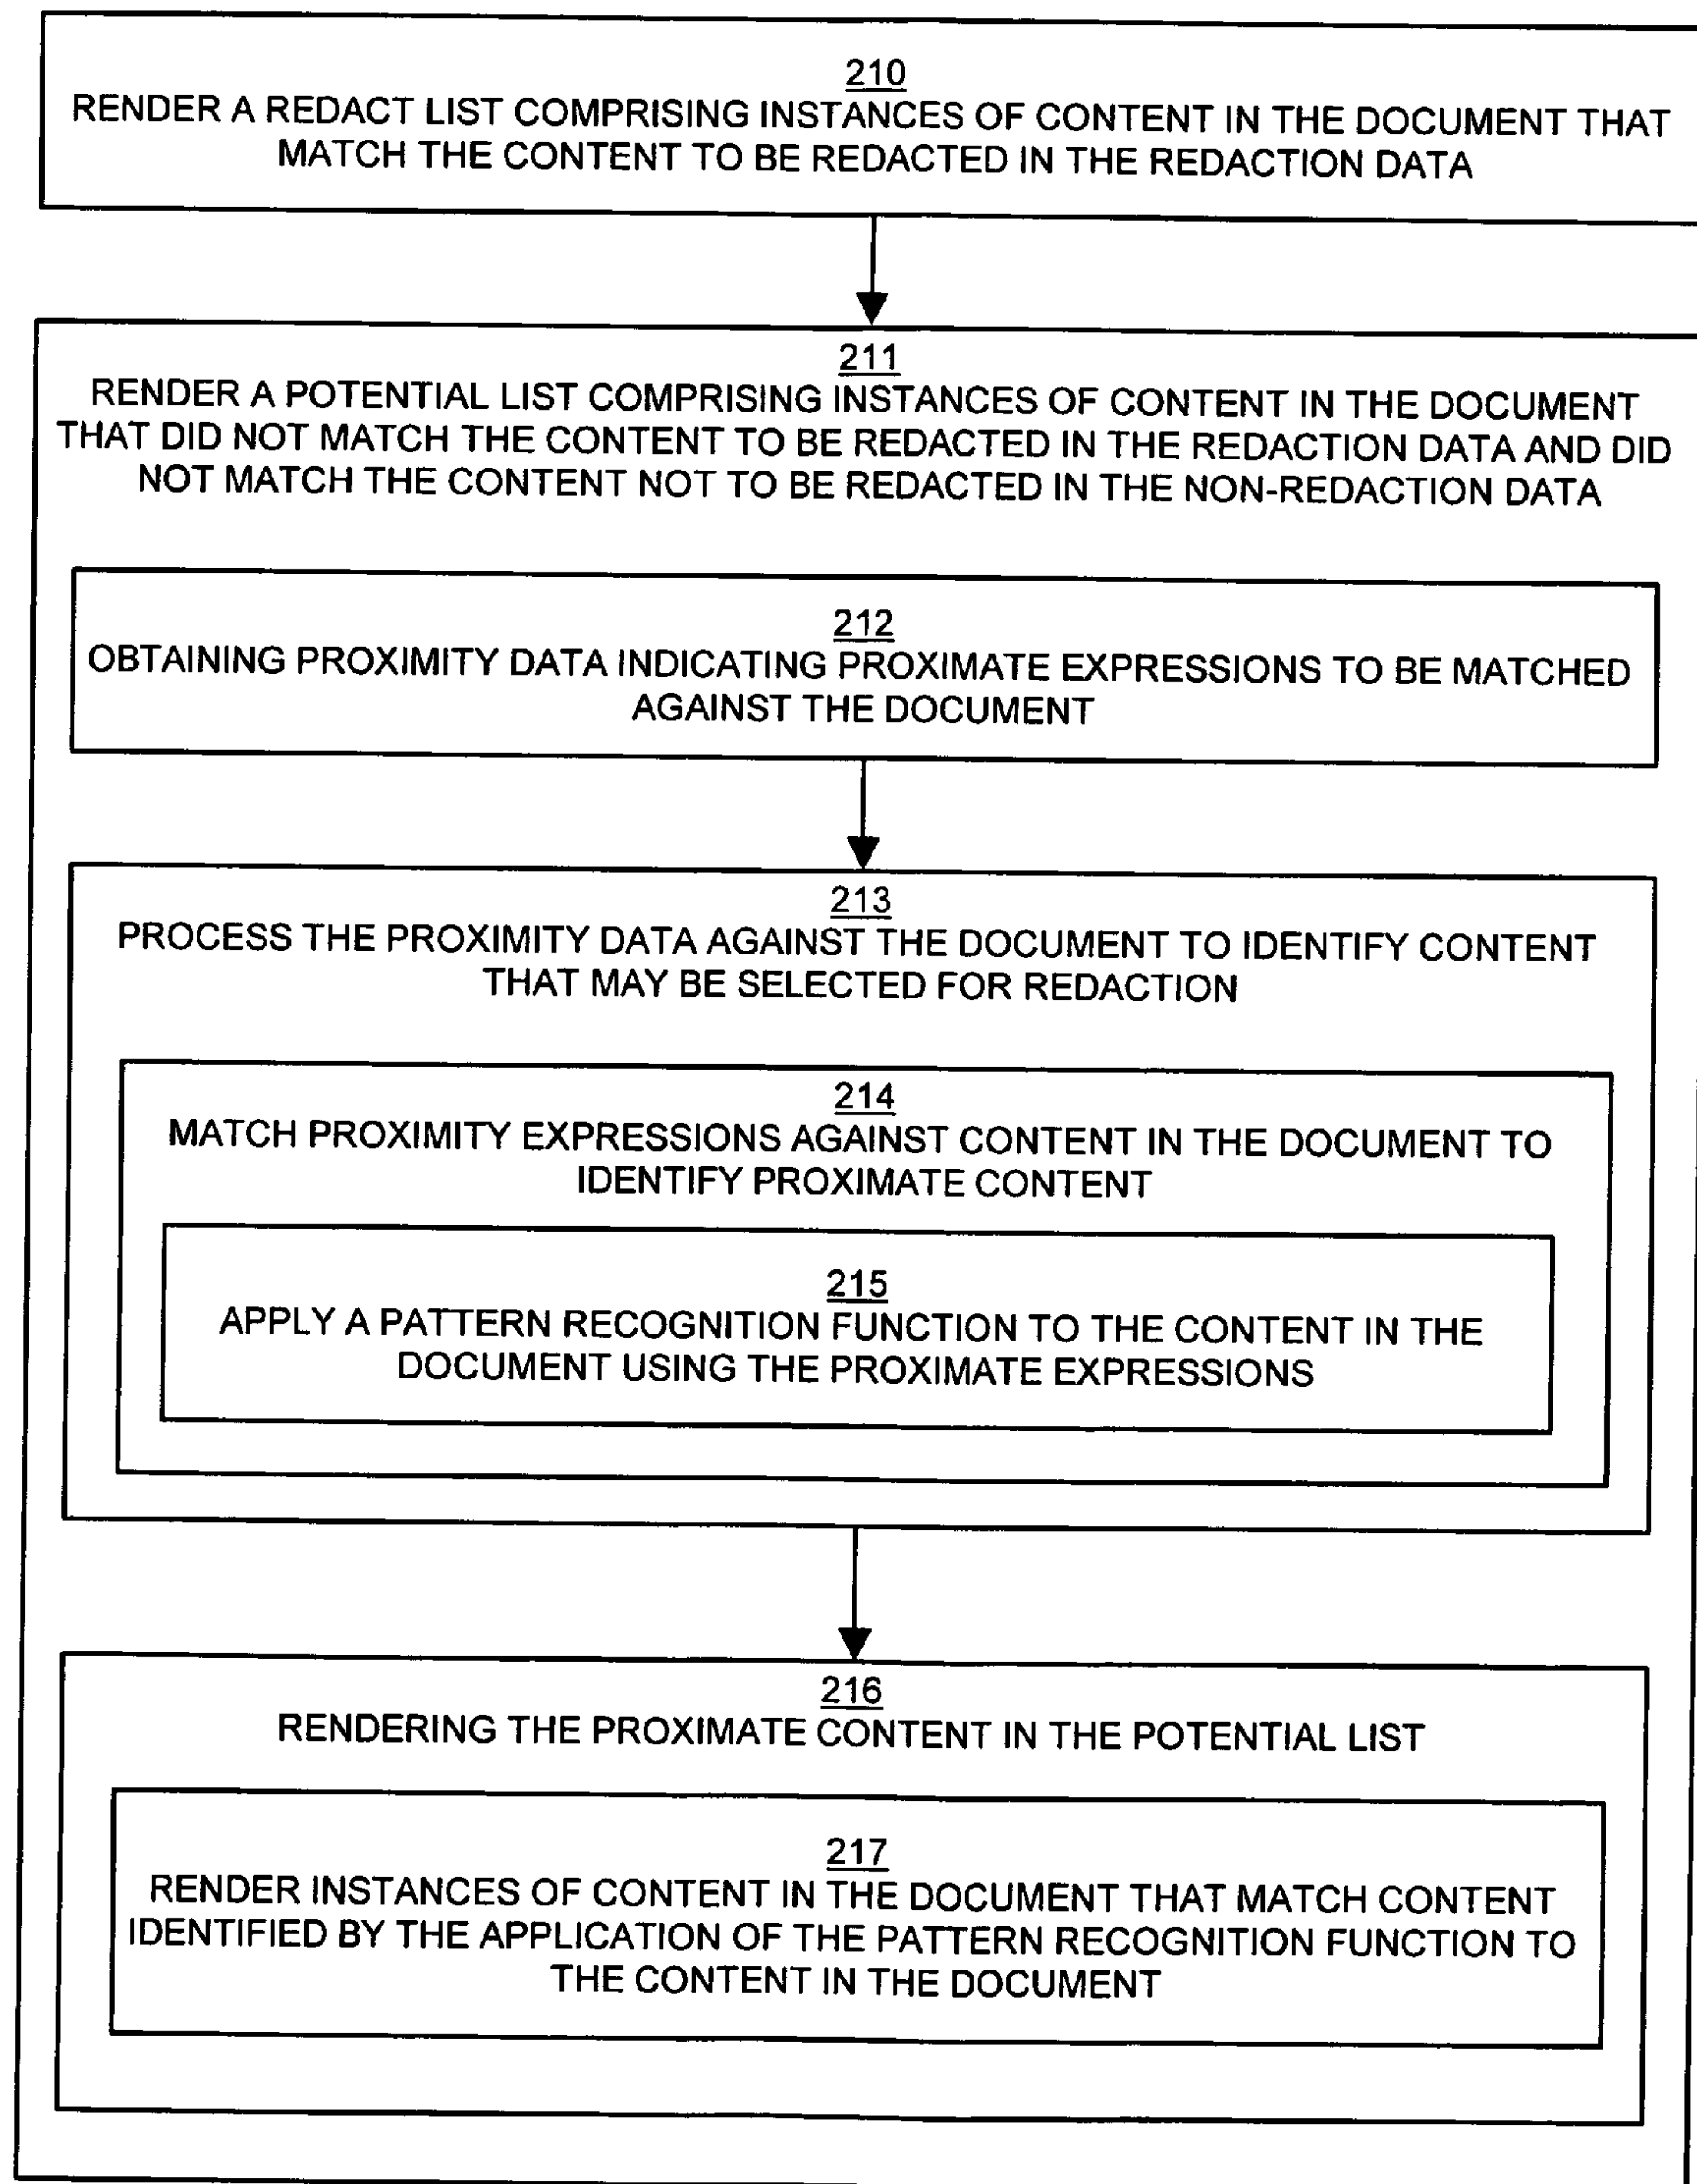 210
RENDER A REDACT LIST COMPRISING INSTANCES OF CONTENT IN THE DOCUMENT THAT
MATCH THE CONTENT TO BE REDACTED IN THE REDACTION DATA
211
RENDER A POTENTIAL LIST COMPRISING INSTANCES OF CONTENT IN THE DOCUMENT
THAT DID NOT MATCH THE CONTENT TO BE REDACTED IN THE REDACTION DATA AND DID
NOT MATCH THE CONTENT NOT TO BE REDACTED IN THE NON-REDACTION DATA
212
OBTAINING PROXIMITY DATA INDICATING PROXIMATE EXPRESSIONS TO BE MATCHED
AGAINST THE DOCUMENT
213
PROCESS THE PROXIMITY DATA AGAINST THE DOCUMENT TO IDENTIFY CONTENT
THAT MAY BE SELECTED FOR REDACTION
214
MATCH PROXIMITY EXPRESSIONS AGAINST CONTENT IN THE DOCUMENT TO
IDENTIFY PROXIMATE CONTENT
215
APPLY A PATTERN RECOGNITION FUNCTION TO THE CONTENT IN THE
DOCUMENT USING THE PROXIMATE EXPRESSIONS
216
RENDERING THE PROXIMATE CONTENT IN THE POTENTIAL LIST
217
RENDER INSTANCES OF CONTENT IN THE DOCUMENT THAT MATCH CONTENT
IDENTIFIED BY THE APPLICATION OF THE PATTERN RECOGNITION FUNCTION TO
THE CONTENT IN THE DOCUMENT